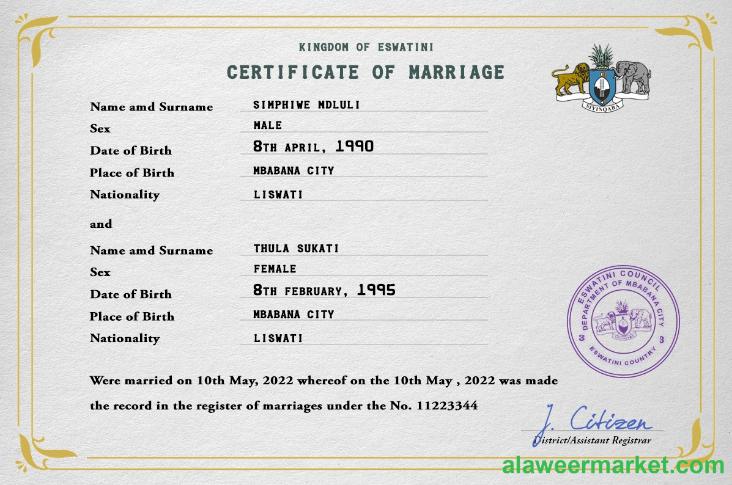 KINGDOM OF ESWATINI
CERTIFICATE OF MARRIAGE
SIYINQABA
Name amd Surname SIMPHIWE MDLULI
Sex MALE
Date of Birth 8TH APRIL, 1990
Place of Birth MBABANA CITY
Nationality LISWATI
and
Name amd Surname THULA SUKATI
Sex FEMALE
Date of Birth 8TH FEBRUARY, 1995
Place of Birth MBABANA CITY
Nationality LISWATI
ESWATINI COUNCIL
DEPARTMENT OF MBABANA CITY
ESWATINI COUNTRY
Were married on 10th May, 2022 whereof on the 10th May , 2022 was made
the record in the register of marriages under the No. 11223344
J. Citizen
District/Assistant Registrar
alaweermarket.com